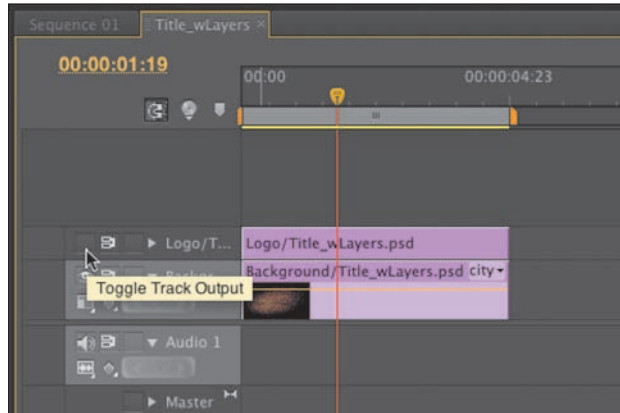 Sequence 01 Title_wLayers ×
00:00:01:19
00:00 00:00:04:23
Logo/T... Logo/Title_wLayers.psd
Background/Title_wLayers.psd city
Toggle Track Output
Audio 1
Master